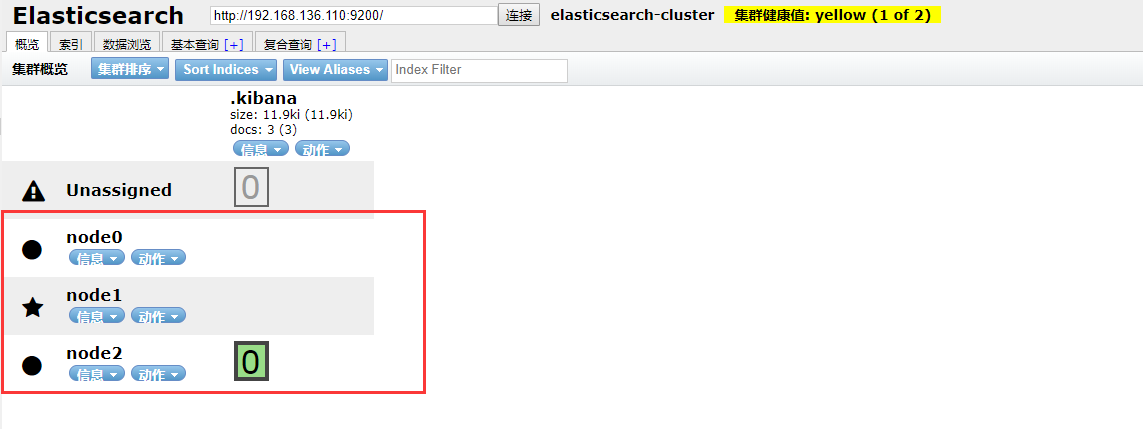 Elasticsearch http://192.168.136.110:9200/ 连接 elasticsearch-cluster 集群健康值: yellow (1 of 2)
概览 索引 数据浏览 基本查询 [+] 复合查询 [+]
集群概览 集群排序 Sort Indices View Aliases Index Filter
.kibana
size: 11.9ki (11.9ki)
docs: 3 (3)
信息 动作
Unassigned 0
node0
信息 动作
node1
信息 动作
node2 0
信息 动作